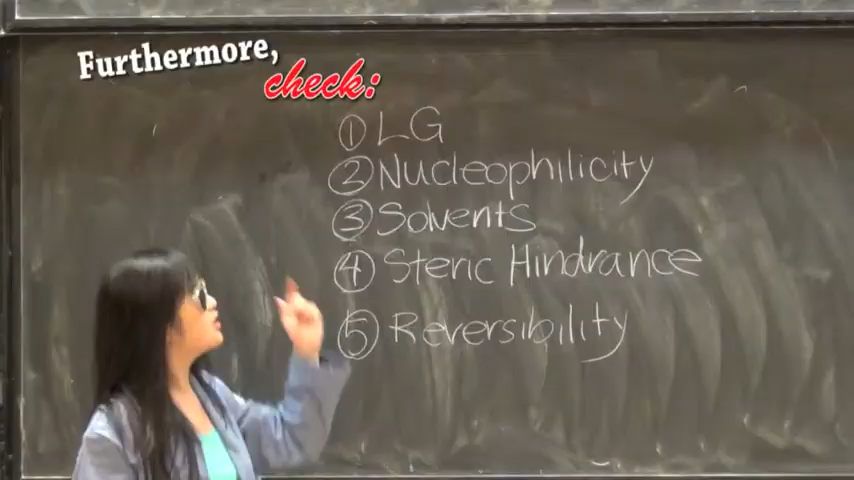 Furthermore,
check:
① LG
② Nucleophilicity
③ Solvents
④ Steric Hindrance
⑤ Reversibility